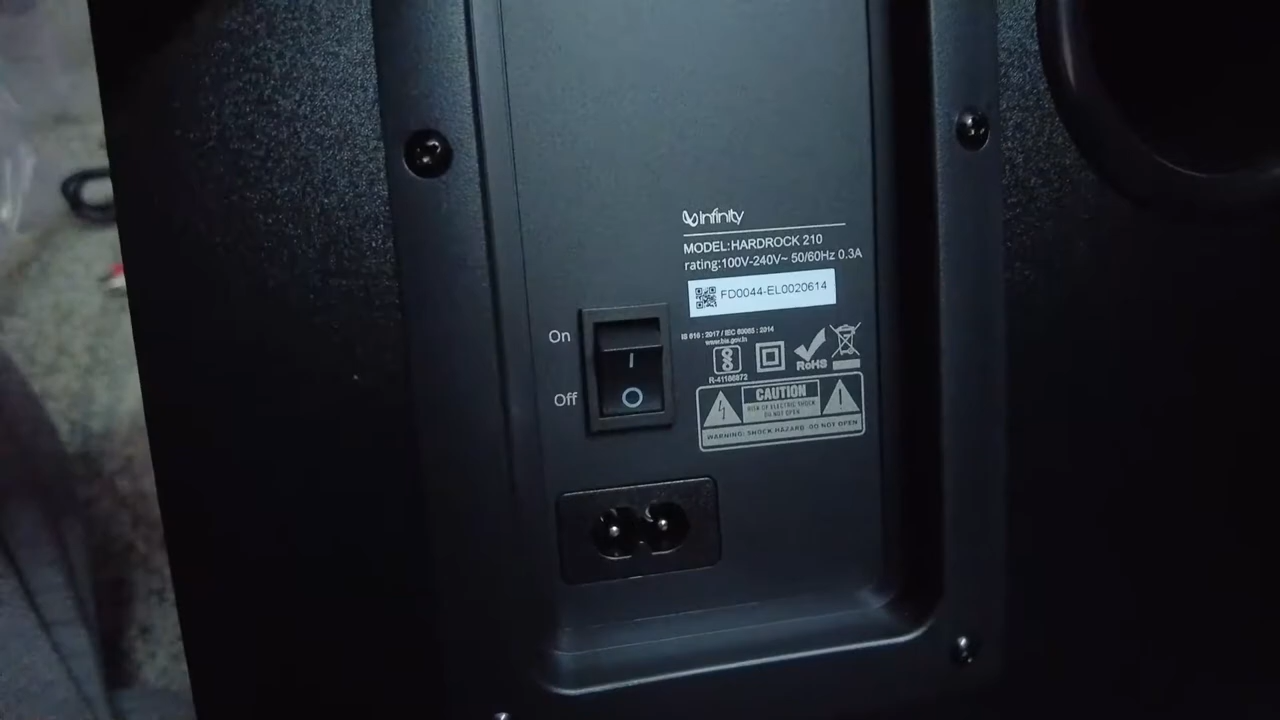 Infinity
MODEL:HARDROCK 210
rating:100V-240V~ 50/60Hz 0.3A
FD0044-EL0020614
IS 616 : 2017 / IEC 60065 : 2014
www.bis.gov.in
On
I
O
Off
RoHS
R-41166872
CAUTION
RISK OF ELECTRIC SHOCK
DO NOT OPEN
WARNING: SHOCK HAZARD DO NOT OPEN